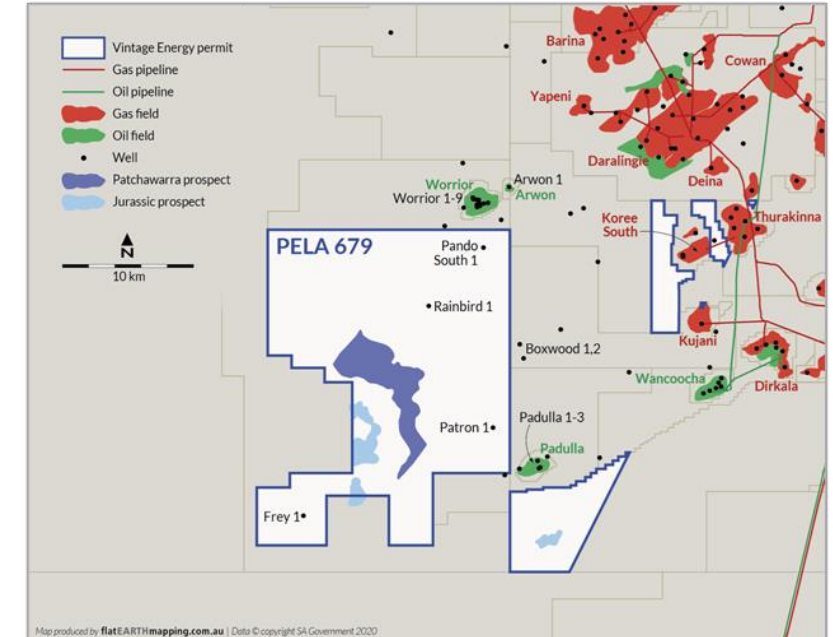 Vintage Energy permit
Gas pipeline
Oil pipeline
Gas field
Oil field
Well
Patchawarra prospect
Jurassic prospect
N
10 km
Barina
Cowan
Yapeni
Daralingie
Deina
Worrior
Arwon 1
Worrior 1-9
Arwon
Koree
South
Thurakinna
PELA 679
Pando
South 1
Rainbird 1
Kujani
Boxwood 1,2
Wancoocha
Dirkala
Padulla 1-3
Patron 1
Padulla
Frey 1
Map produced by flatEARTHmapping.com.au | Data © copyright SA Government 2020